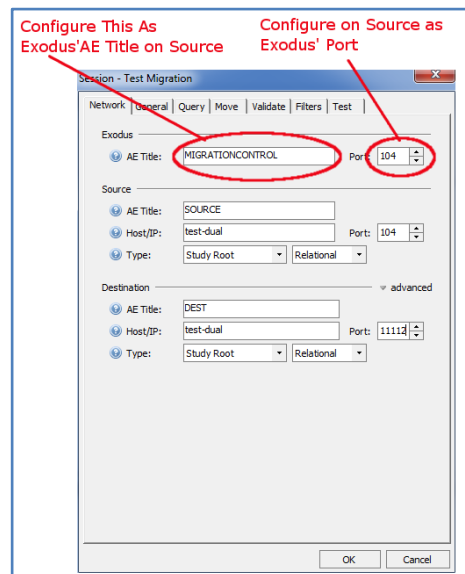 Configure This As
Exodus'AE Title on Source
Configure on Source as
Exodus' Port
Session - Test Migration
Network General Query Move Validate Filters Test
Exodus
AE Title: MIGRATIONCONTROL Port: 104
Source
AE Title: SOURCE
Host/IP: test-dual Port: 104
Type: Study Root Relational
Destination advanced
AE Title: DEST
Host/IP: test-dual Port: 11112
Type: Study Root Relational
OK Cancel